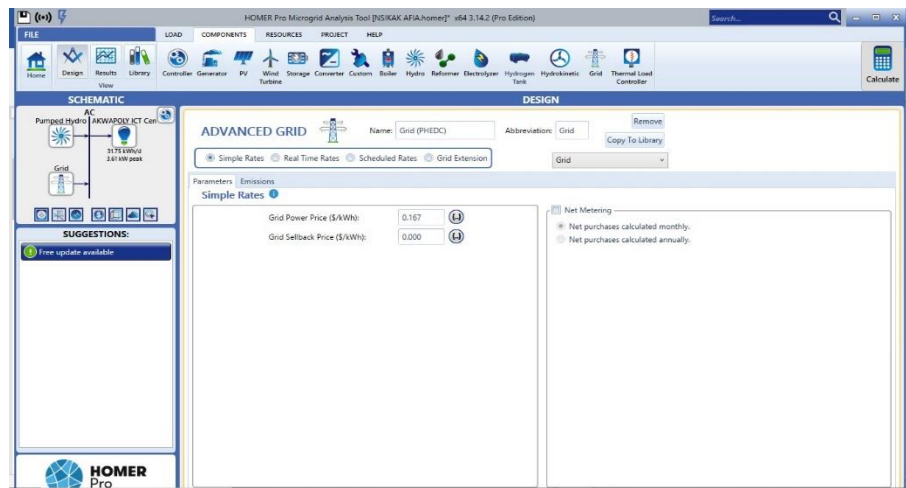 HOMER Pro Microgrid Analysis Tool [NSIKAK AFIA.homer]* x64 3.14.2 (Pro Edition)
Search...
FILE
LOAD COMPONENTS RESOURCES PROJECT HELP
Home Design Results Library Controller Generator PV Wind Turbine Storage Converter Custom Boiler Hydro Reformer Electrolyzer Hydrogen Tank Hydrokinetic Grid Thermal Load Controller Calculate
View
SCHEMATIC
DESIGN
AC
Pumped Hydro AKWAPOLY ICT Cen
31.75 kWh/d
3.61 kW peak
Grid
SUGGESTIONS:
Free update available
HOMER
Pro
ADVANCED GRID Name: Grid (PHEDC) Abbreviation: Grid Remove
Copy To Library
Simple Rates Real Time Rates Scheduled Rates Grid Extension Grid
Parameters Emissions
Simple Rates
Grid Power Price ($/kWh): 0.167 {..}
Grid Sellback Price ($/kWh): 0.000 {..}
Net Metering
Net purchases calculated monthly.
Net purchases calculated annually.